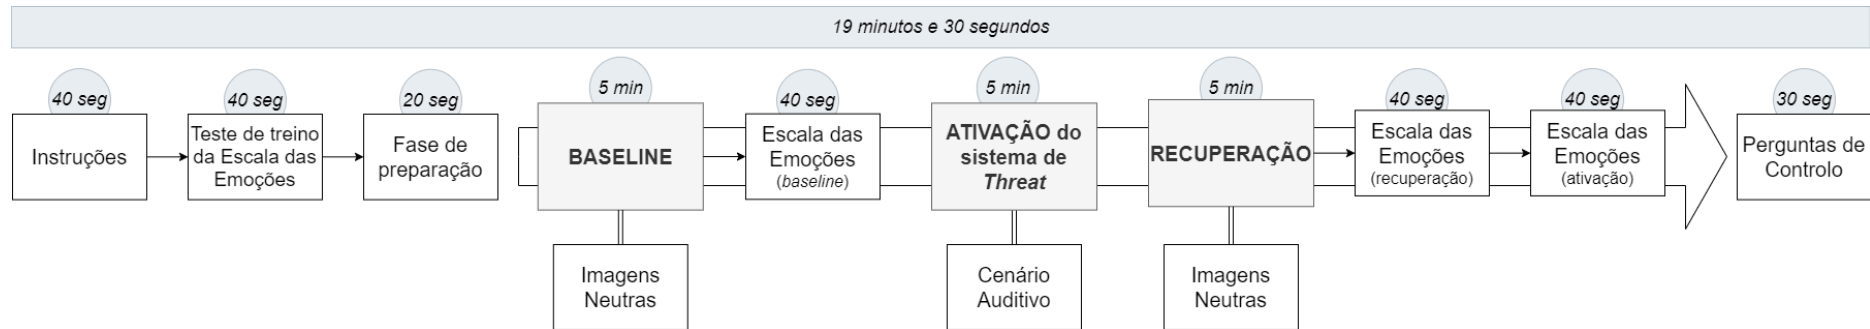 19 minutos e 30 segundos
40 seg
Instruções
40 seg
Teste de treino
da Escala das
Emoções
20 seg
Fase de
preparação
5 min
BASELINE
Imagens
Neutras
40 seg
Escala das
Emoções
(baseline)
5 min
ATIVAÇÃO do
sistema de
Threat
Cenário
Auditivo
5 min
RECUPERAÇÃO
Imagens
Neutras
40 seg
Escala das
Emoções
(recuperação)
40 seg
Escala das
Emoções
(ativação)
30 seg
Perguntas de
Controlo